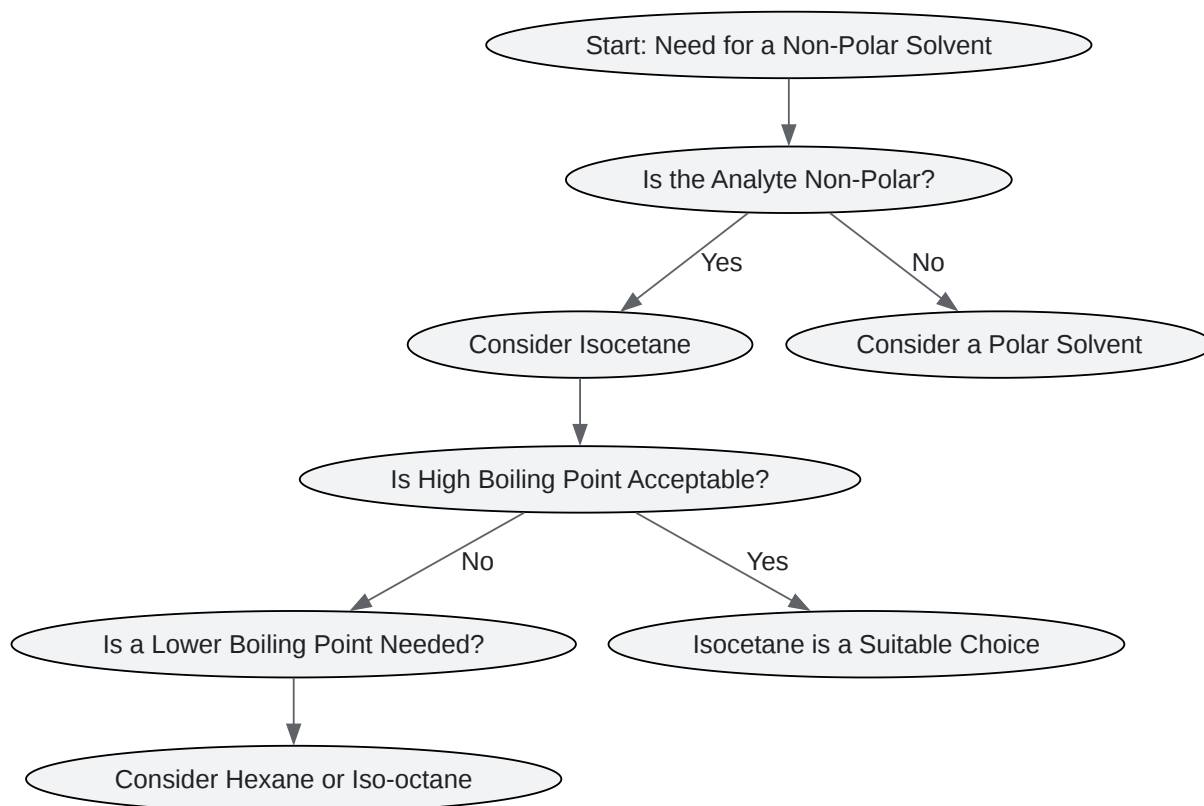 Start: Need for a Non-Polar Solvent
Is the Analyte Non-Polar?
Yes
No
Consider Isocetane
Consider a Polar Solvent
Is High Boiling Point Acceptable?
No
Yes
Is a Lower Boiling Point Needed?
Isocetane is a Suitable Choice
Consider Hexane or Iso-octane